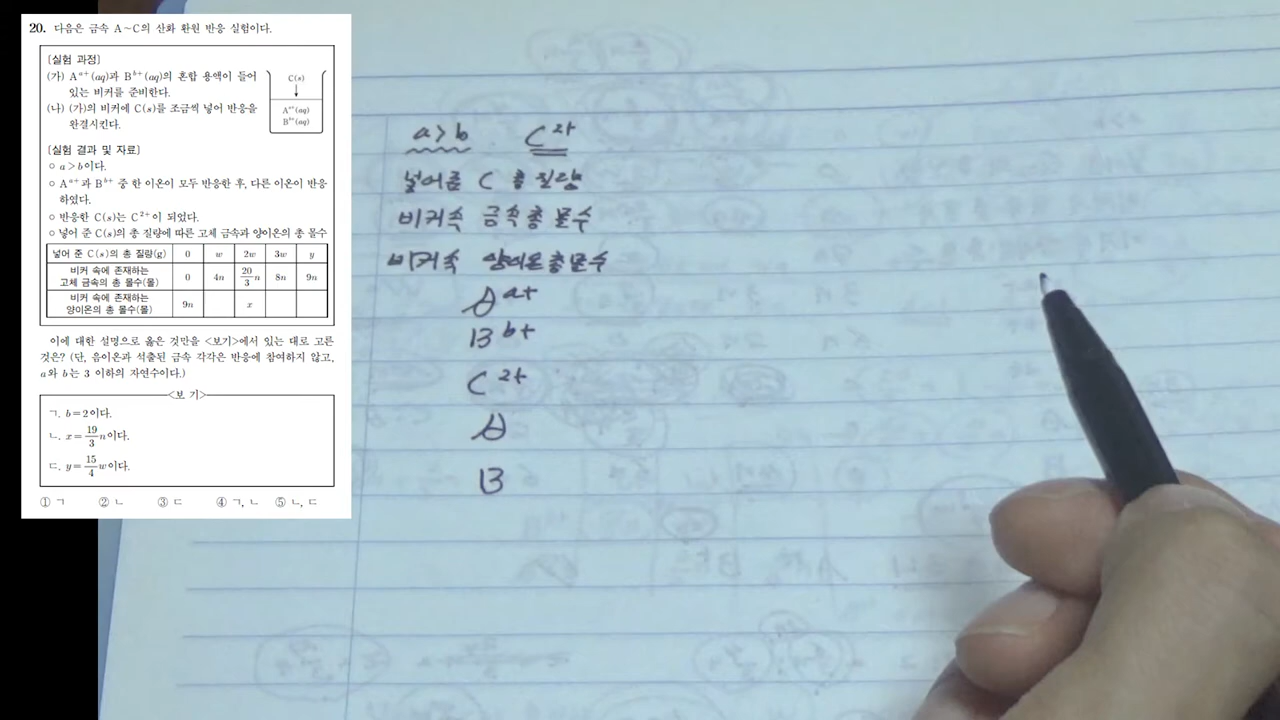 20. 다음은 금속 A~C의 산화 환원 반응 실험이다.
[실험 과정]
(가) Aᵃ⁺(aq)과 Bᵇ⁺(aq)의 혼합 용액이 들어
있는 비커를 준비한다.
(나) (가)의 비커에 C(s)를 조금씩 넣어 반응을
완결시킨다.
C(s)
Aᵃ⁺(aq)
Bᵇ⁺(aq)
[실험 결과 및 자료]
○ a>b이다.
○ Aᵃ⁺과 Bᵇ⁺ 중 한 이온이 모두 반응한 후, 다른 이온이 반응
하였다.
○ 반응한 C(s)는 C²⁺이 되었다.
○ 넣어 준 C(s)의 총 질량에 따른 고체 금속과 양이온의 총 몰수
넣어 준 C(s)의 총 질량(g) 0 w 2w 3w y
비커 속에 존재하는
고체 금속의 총 몰수(몰) 0 4n 20/3 n 8n 9n
비커 속에 존재하는
양이온의 총 몰수(몰) 9n x
이에 대한 설명으로 옳은 것만을 <보기>에서 있는 대로 고른
것은? (단, 음이온과 석출된 금속 각각은 반응에 참여하지 않고,
a와 b는 3 이하의 자연수이다.)
<보 기>
ㄱ. b=2이다.
ㄴ. x=19/3 n이다.
ㄷ. y=15/4 w이다.
① ㄱ ② ㄴ ③ ㄷ ④ ㄱ, ㄴ ⑤ ㄴ, ㄷ
a>b C²⁺
넣어준 C 총 질량
비커속 금속총몰수
비커속 양이온총몰수
Aᵃ⁺
Bᵇ⁺
C²⁺
A
B